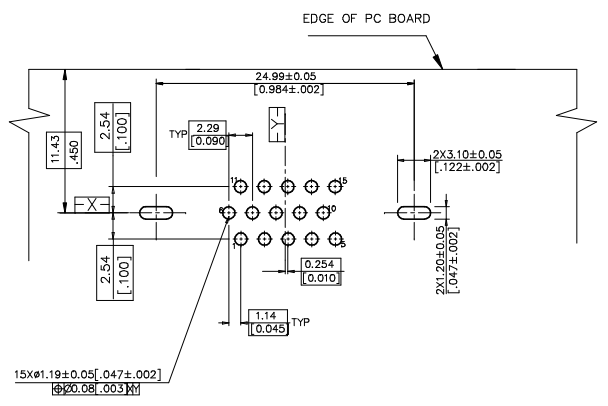 EDGE OF PC BOARD
24.99±0.05
[0.984±.002]
2.54
[.100]
11.43
.450
TYP
2.29
[0.090]
Y
2X3.10±0.05
[.122±.002]
11
15
X
6
10
1
5
2.54
[.100]
0.254
[0.010]
2X1.20±0.05
[.047±.002]
1.14
[0.045]
TYP
15XØ1.19±0.05[.047±.002]
⌖Ø0.08[.003]XY